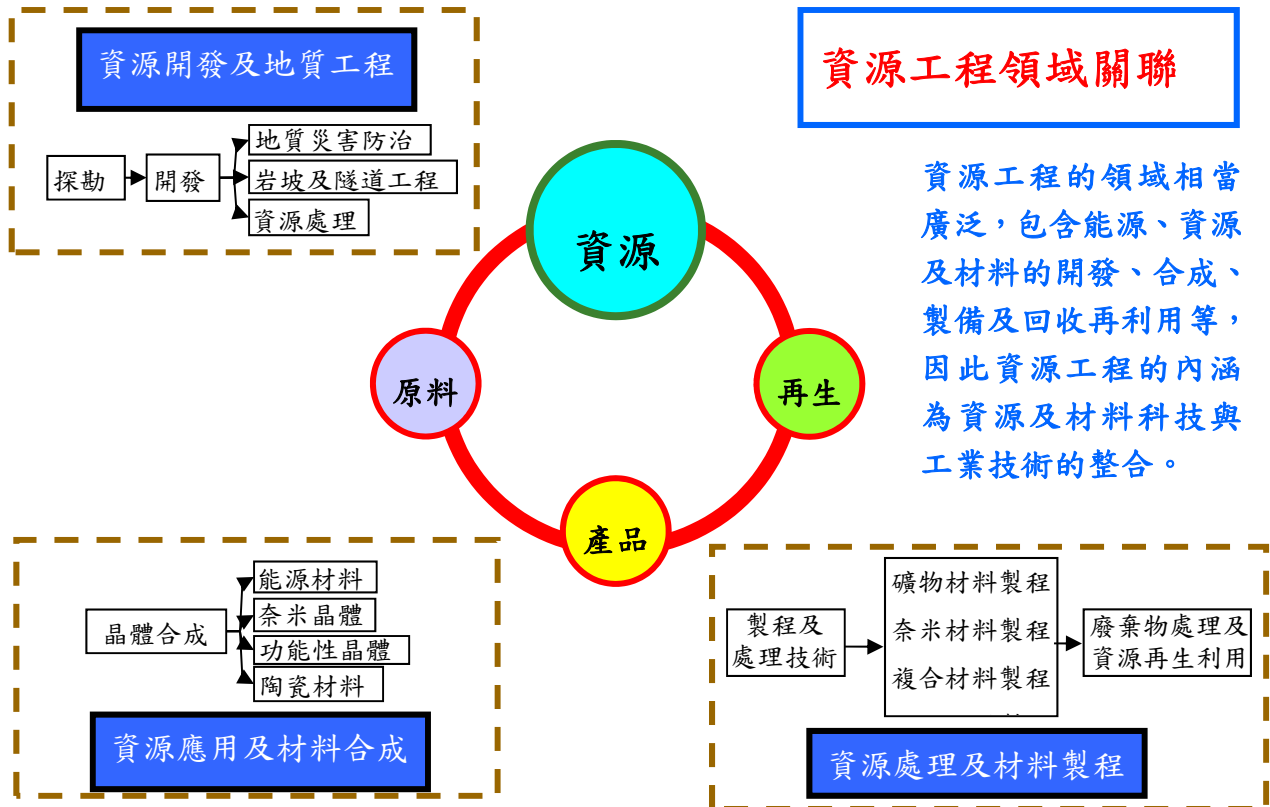 資源開發及地質工程
探勘
開發
地質災害防治
岩坡及隧道工程
資源處理
資源工程領域關聯
資源工程的領域相當
廣泛，包含能源、資源
及材料的開發、合成、
製備及回收再利用等，
因此資源工程的內涵
為資源及材料科技與
工業技術的整合。
資源
原料
再生
產品
晶體合成
能源材料
奈米晶體
功能性晶體
陶瓷材料
資源應用及材料合成
製程及
處理技術
礦物材料製程
奈米材料製程
複合材料製程
廢棄物處理及
資源再生利用
資源處理及材料製程